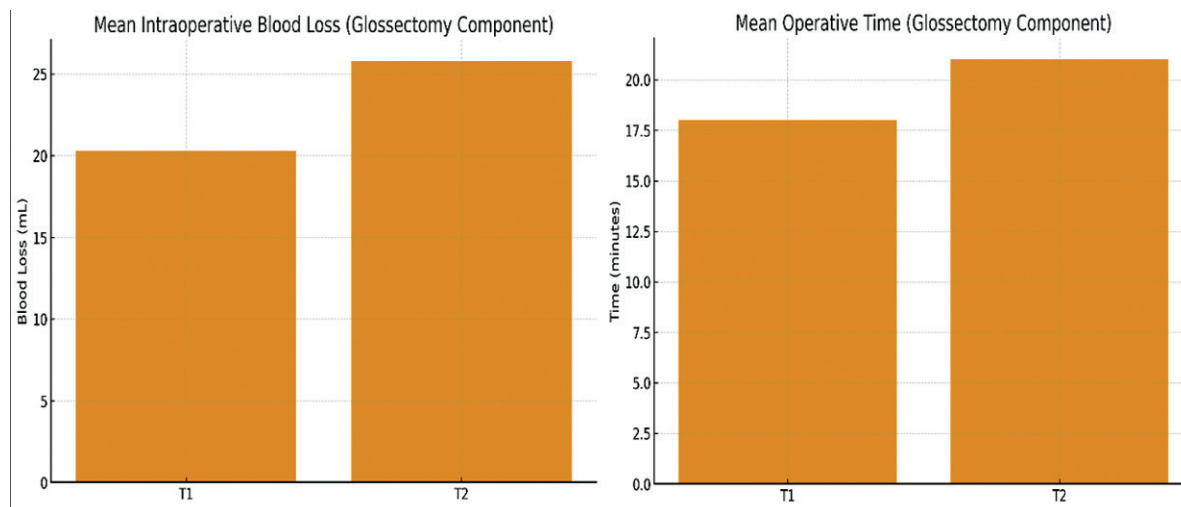 Mean Intraoperative Blood Loss (Glossectomy Component)
25
20
15
10
5
0
Blood Loss (mL)
T1
T2
Mean Operative Time (Glossectomy Component)
20.0
17.5
15.0
12.5
10.0
7.5
5.0
2.5
0.0
Time (minutes)
T1
T2